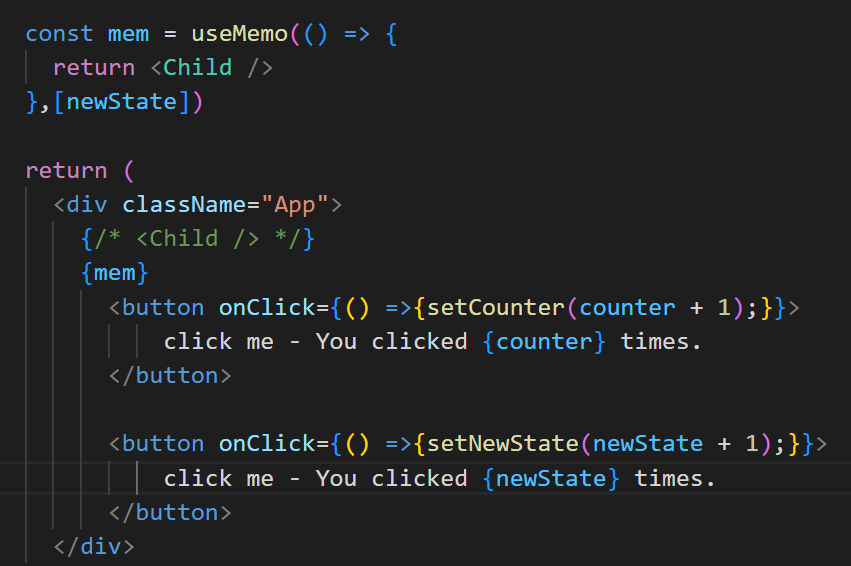 const mem = useMemo(() => {
return <Child />
},[newState])
return (
<div className="App">
{/* <Child /> */}
{mem}
<button onClick={() =>{setCounter(counter + 1);}}>
click me - You clicked {counter} times.
</button>
<button onClick={() =>{setNewState(newState + 1);}}>
click me - You clicked {newState} times.
</button>
</div>